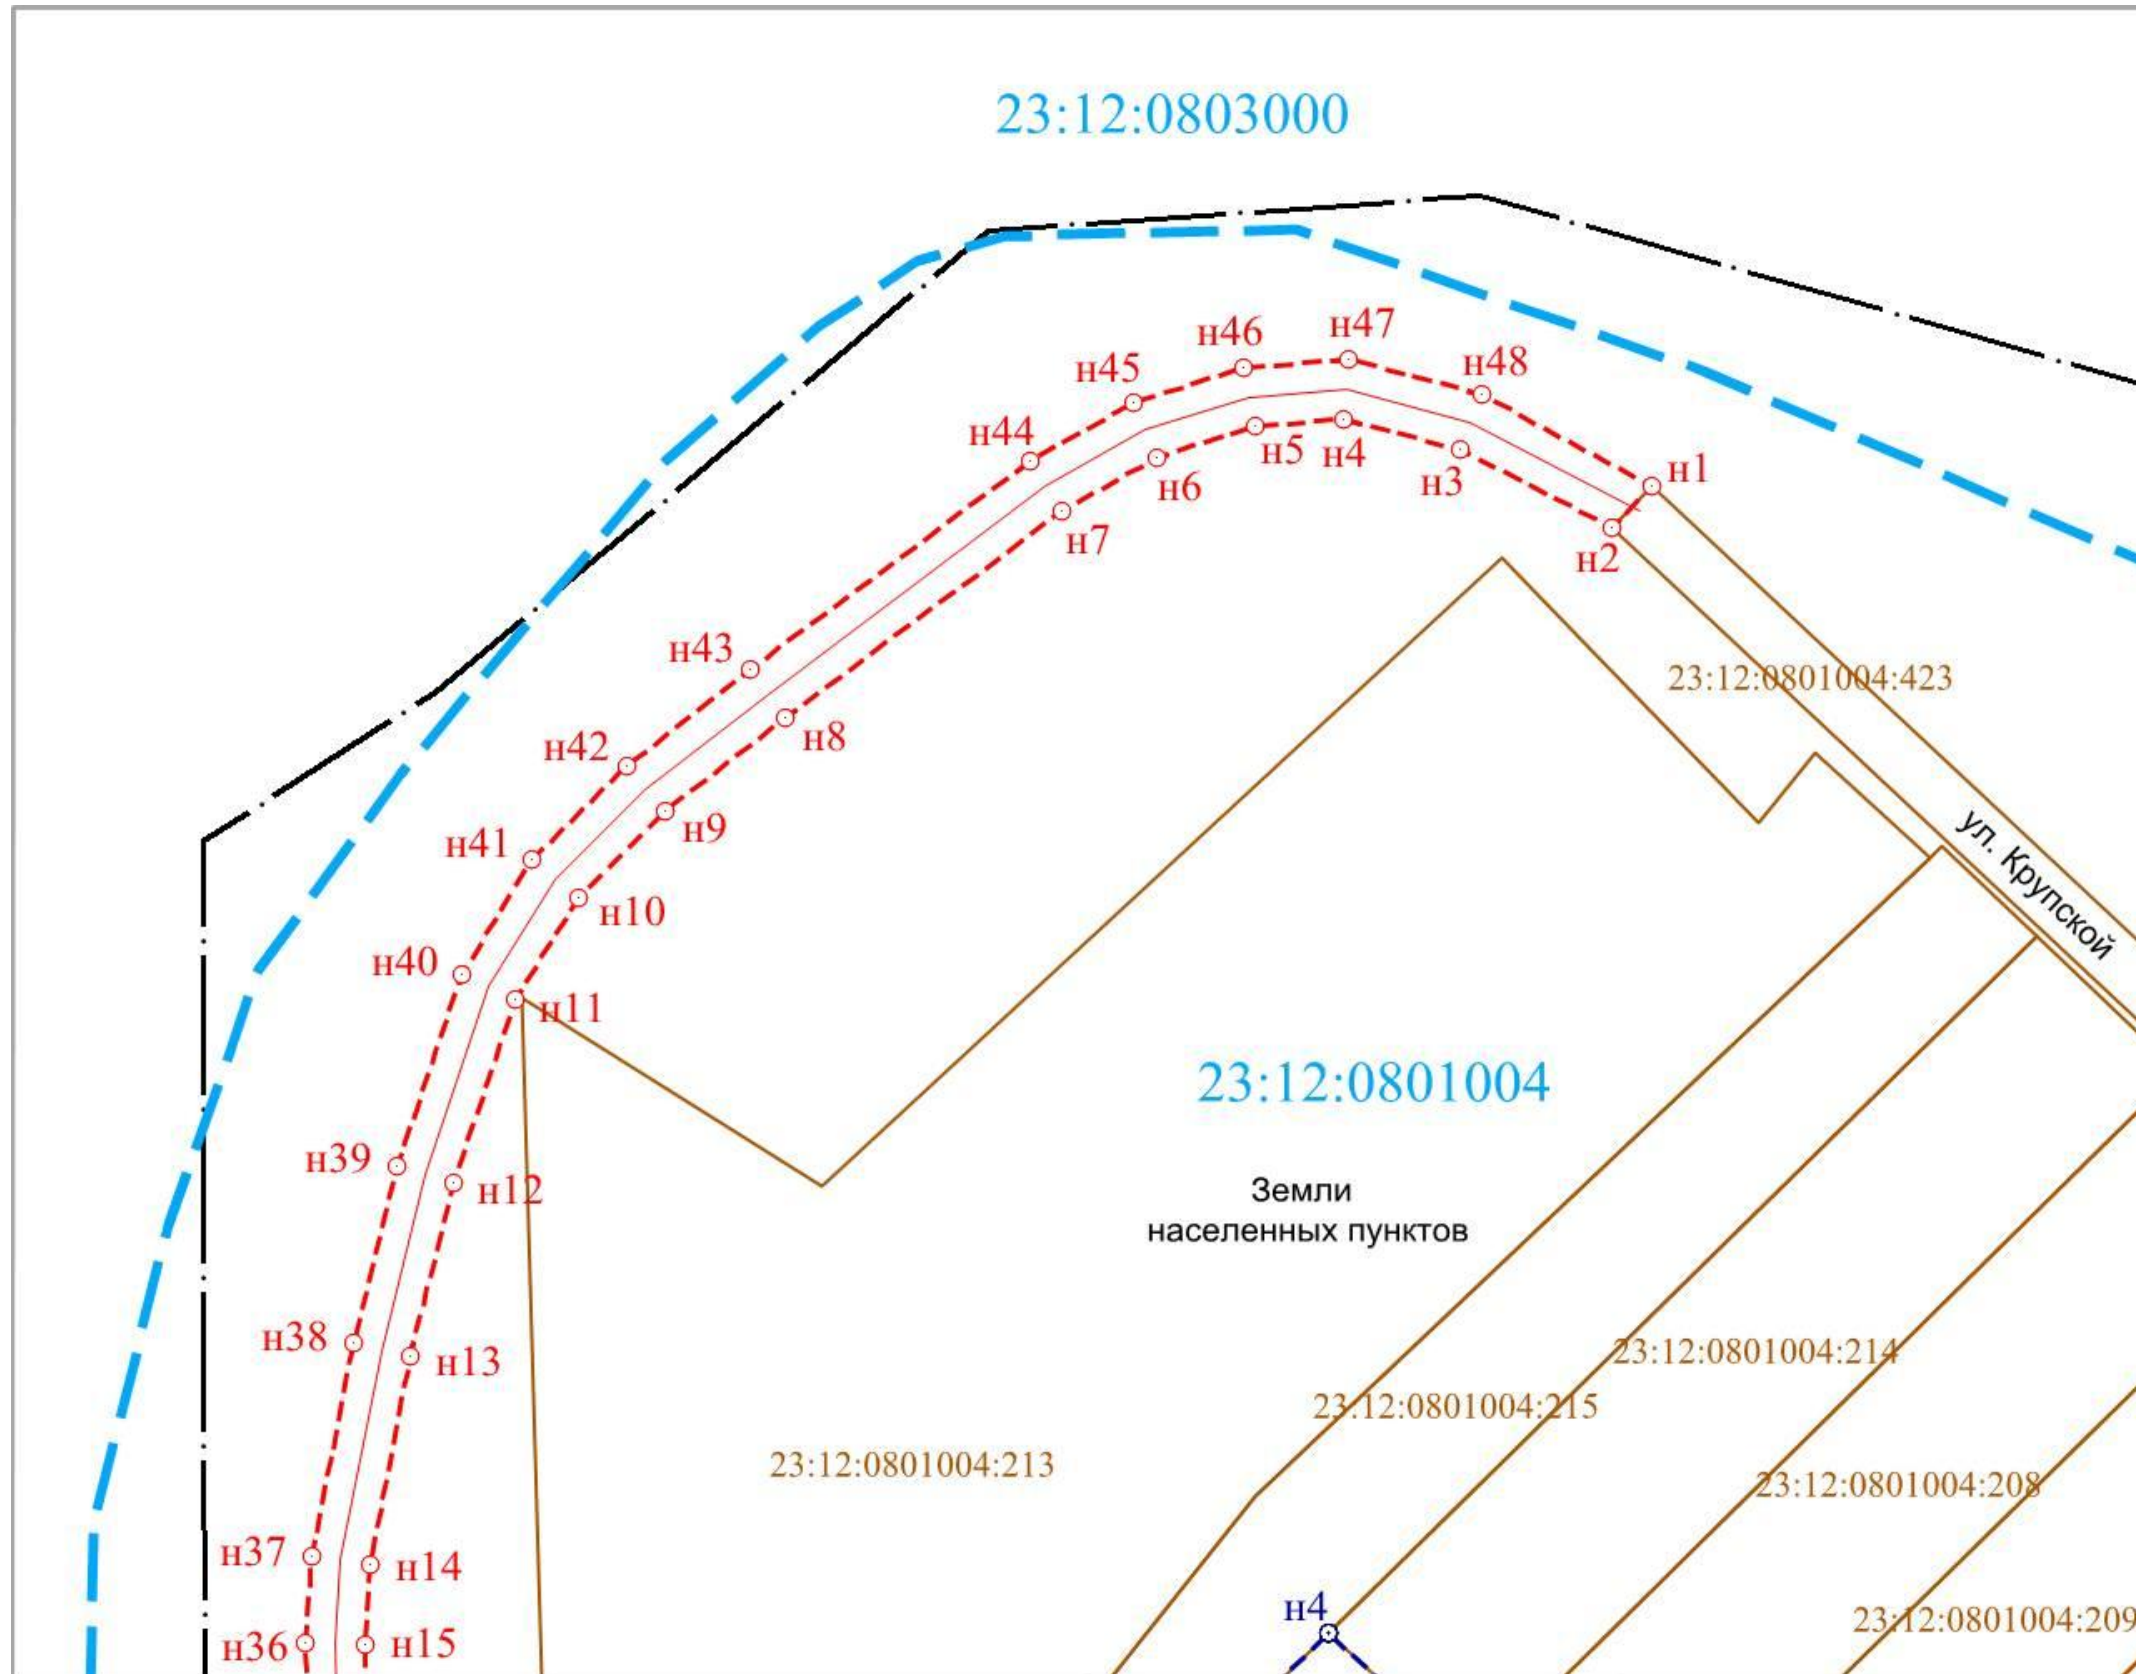 23:12:0803000
н46
н47
н48
н45
н44
н5
н4
н3
н1
н6
н7
н2
н43
23:12:0801004:423
н8
н42
н9
н41
ул. Крупской
н10
н40
н11
23:12:0801004
н39
н12
Земли
населенных пунктов
н38
н13
23:12:0801004:214
23:12:0801004:215
23:12:0801004:213
23:12:0801004:208
н37
н14
н4
23:12:0801004:209
н36
н15